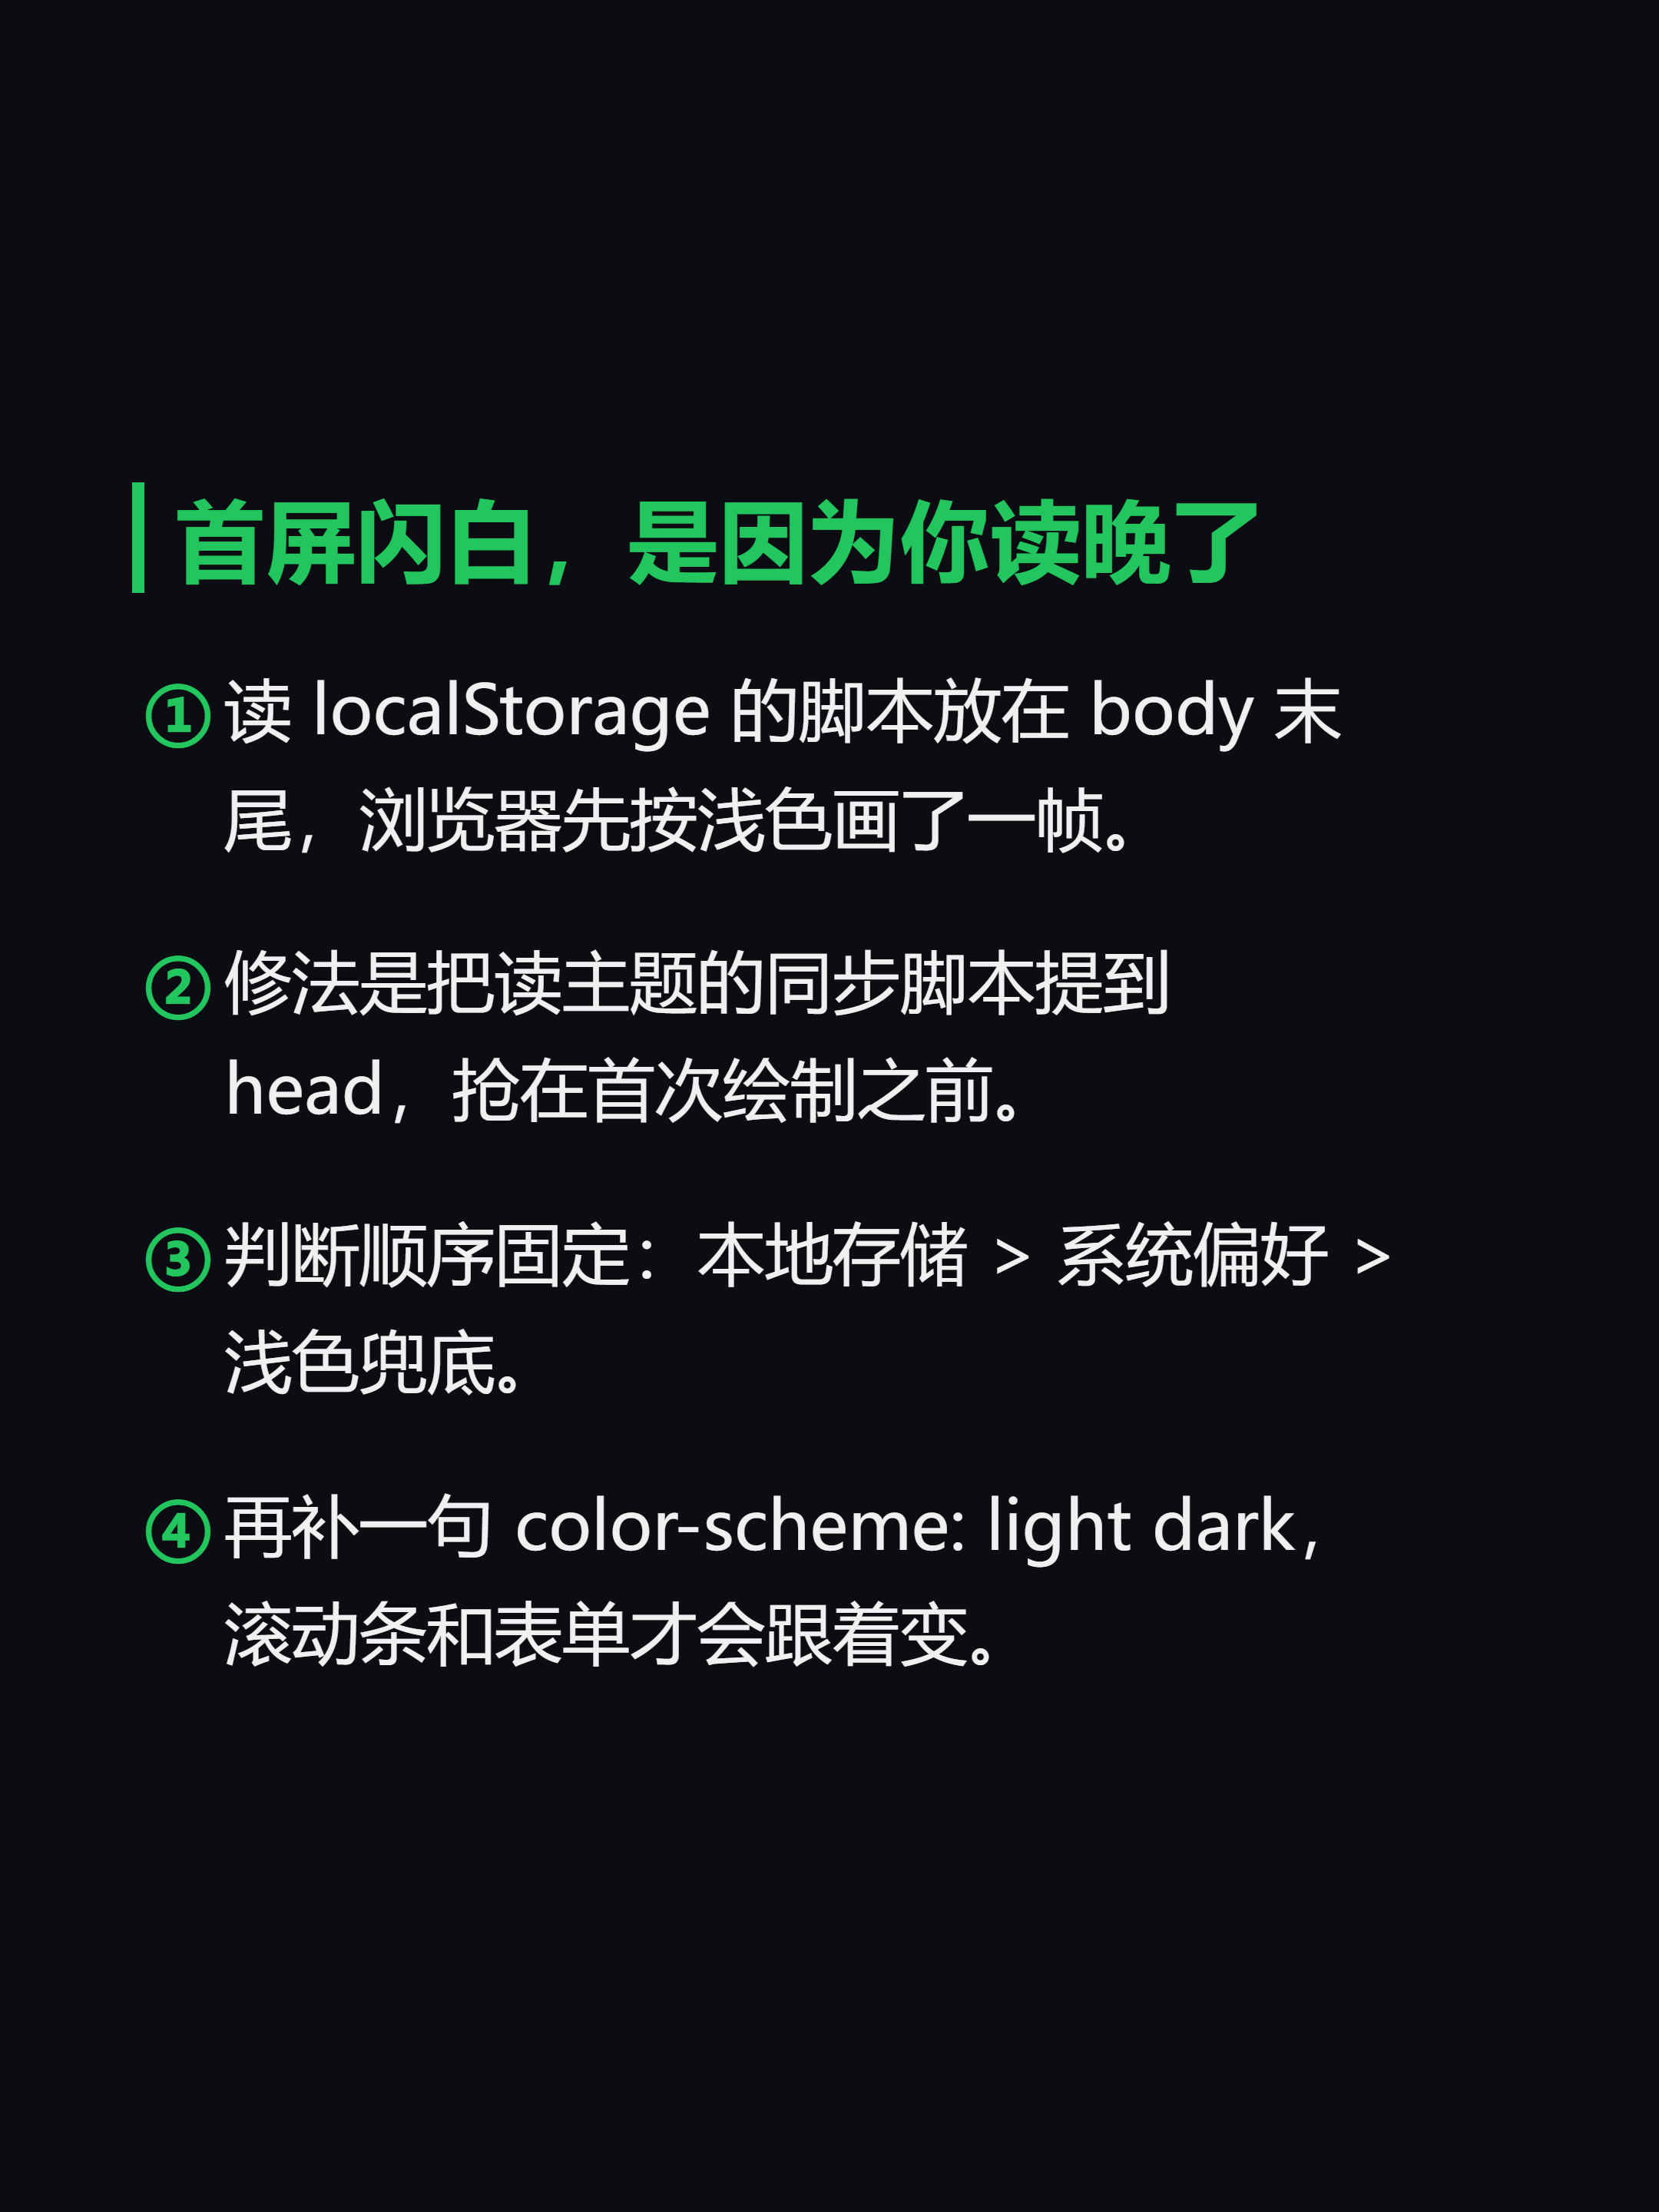 首屏闪白，是因为你读晚了
① 读 localStorage 的脚本放在 body 末
尾，浏览器先按浅色画了一帧。
② 修法是把读主题的同步脚本提到
head，抢在首次绘制之前。
③ 判断顺序固定：本地存储 > 系统偏好 >
浅色兜底。
④ 再补一句 color-scheme: light dark，
滚动条和表单才会跟着变。